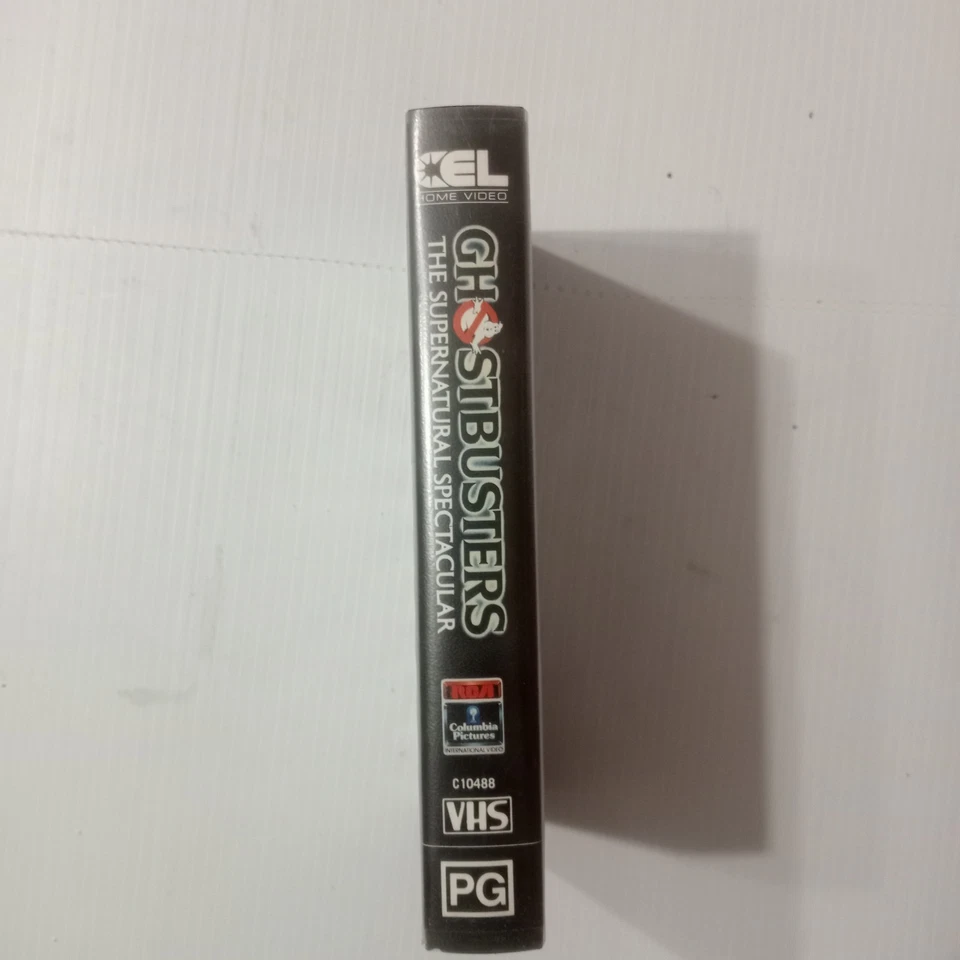 CEL
HOME VIDEO
GHOSTBUSTERS
THE SUPERNATURAL SPECTACULAR
RCA
Columbia
Pictures
INTERNATIONAL VIDEO
C10488
VHS
PG